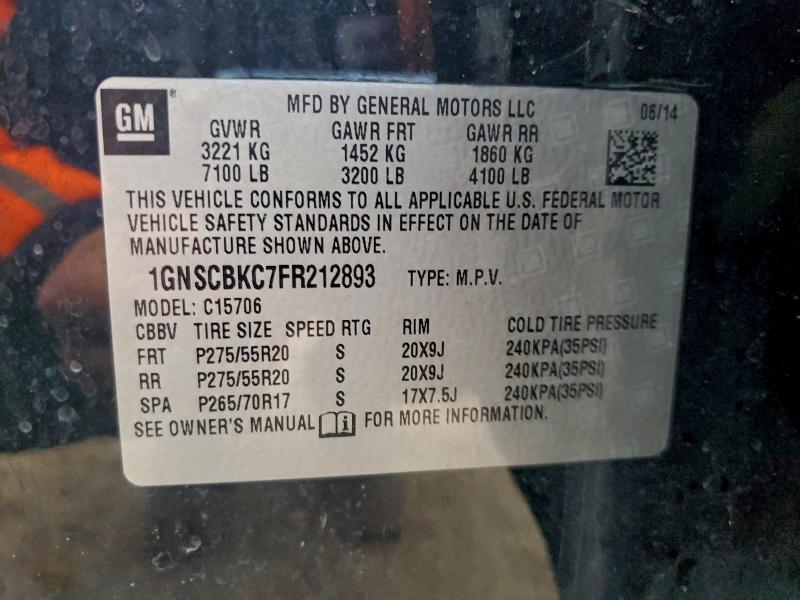 GM®
MFD BY GENERAL MOTORS LLC 06/14
GVWR GAWR FRT GAWR RR
3221 KG 1452 KG 1860 KG
7100 LB 3200 LB 4100 LB
THIS VEHICLE CONFORMS TO ALL APPLICABLE U.S. FEDERAL MOTOR
VEHICLE SAFETY STANDARDS IN EFFECT ON THE DATE OF
MANUFACTURE SHOWN ABOVE.
1GNSCBKC7FR212893 TYPE: M.P.V.
MODEL: C15706
CBBV TIRE SIZE SPEED RTG RIM COLD TIRE PRESSURE
FRT P275/55R20 S 20X9J 240KPA(35PSI)
RR P275/55R20 S 20X9J 240KPA(35PSI)
SPA P265/70R17 S 17X7.5J 240KPA(35PSI)
SEE OWNER'S MANUAL i FOR MORE INFORMATION.